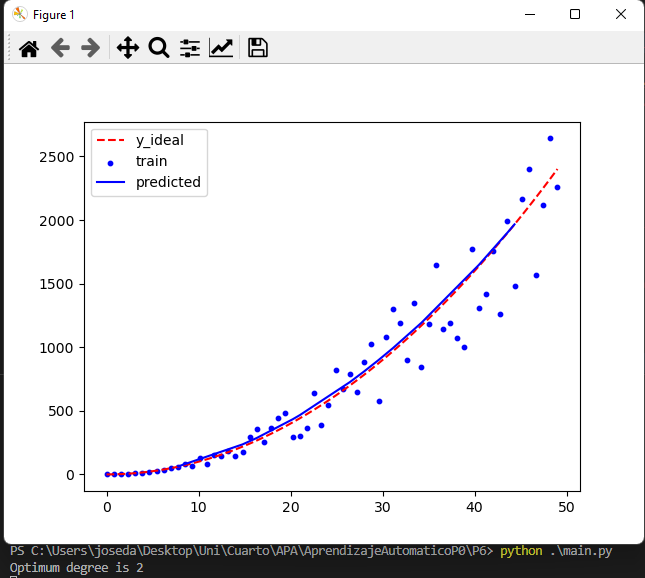 Figure 1
y_ideal
train
predicted
2500
2000
1500
1000
500
0
0 10 20 30 40 50
PS C:\Users\joseda\Desktop\Uni\Cuarto\APA\AprendizajeAutomaticoP0\P6> python .\main.py
Optimum degree is 2